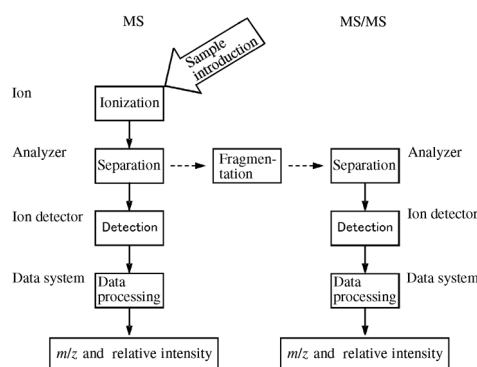 MS
MS/MS
Sample
introduction
Ion
Ionization
Analyzer
Separation
Fragmen-
tation
Separation
Analyzer
Ion detector
Detection
Detection
Ion detector
Data system
Data
processing
Data
processing
Data system
m/z and relative intensity
m/z and relative intensity